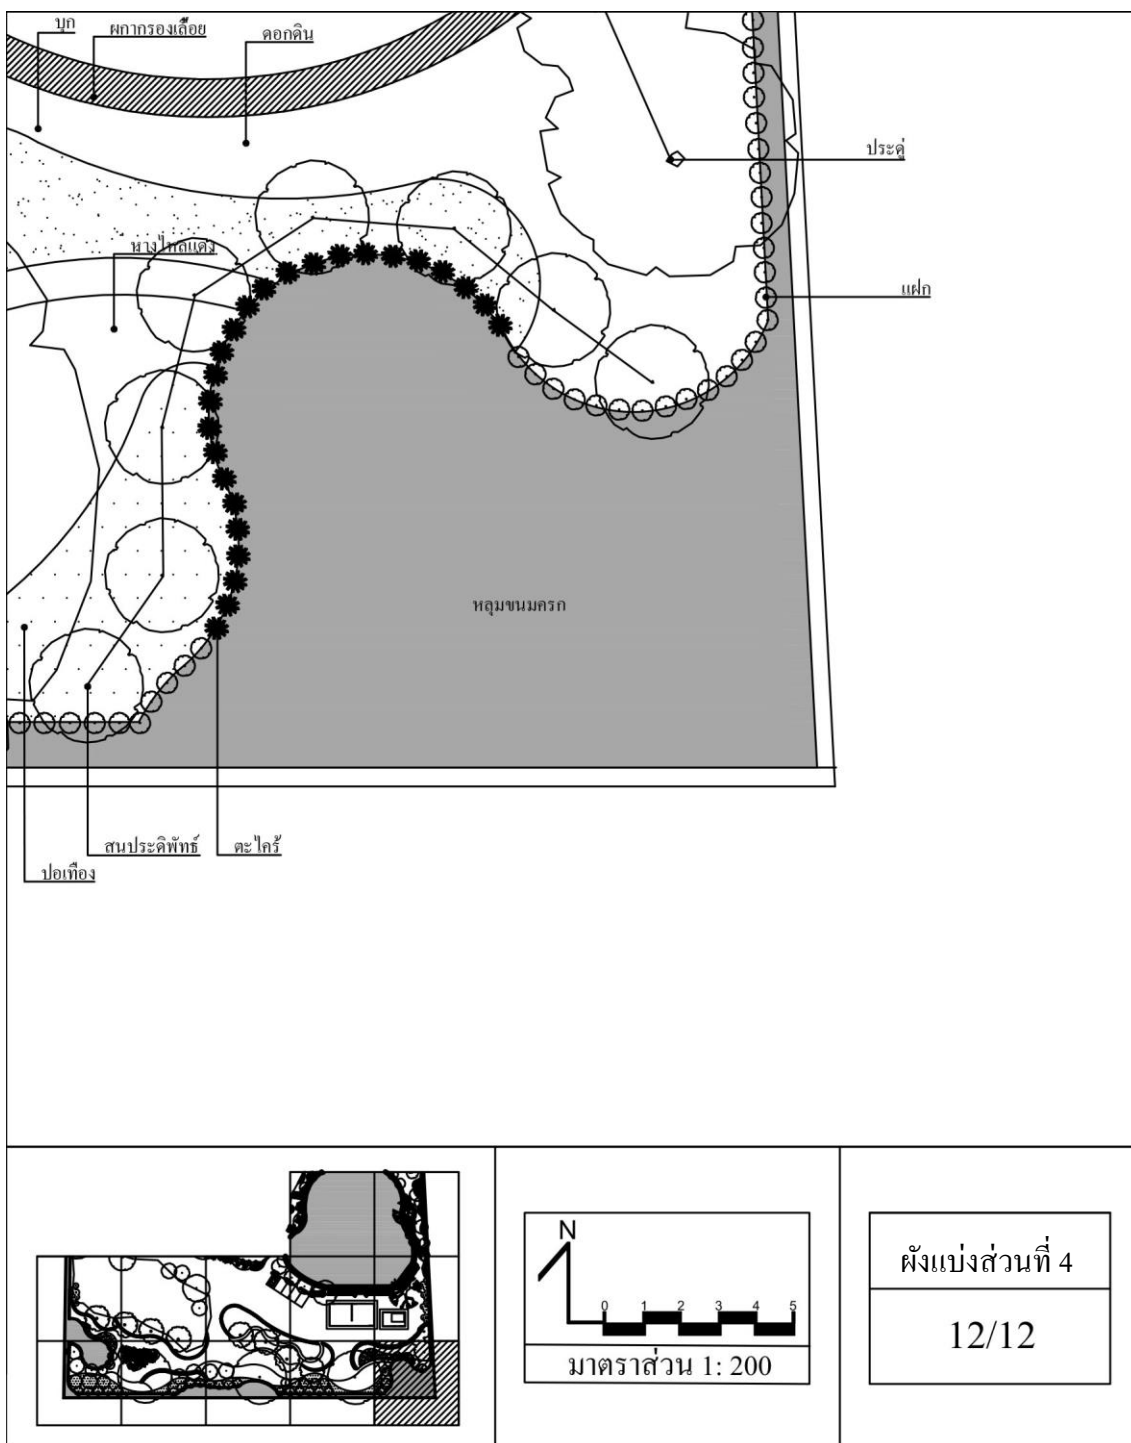 บุก
ผกากรองเลื้อย
ดอกดิน
ประดู่
หางไหลแดง
แฝก
หลุมขนมครก
สนประดิพัทธ์
ตะไคร้
ปอเทือง
N
0 1 2 3 4 5
มาตราส่วน 1: 200
ผังแบ่งส่วนที่ 4
12/12